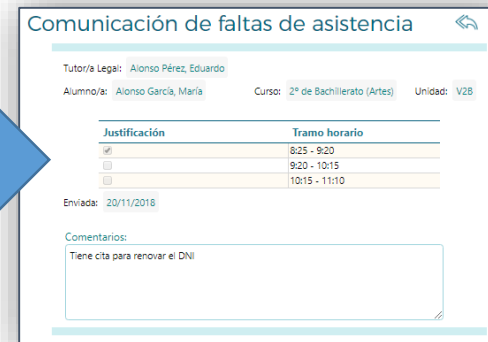 Comunicación de faltas de asistencia
Tutor/a Legal: Alonso Pérez, Eduardo
Alumno/a: Alonso García, María Curso: 2º de Bachillerato (Artes) Unidad: V2B
Justificación Tramo horario
8:25 - 9:20
9:20 - 10:15
10:15 - 11:10
Enviada: 20/11/2018
Comentarios:
Tiene cita para renovar el DNI